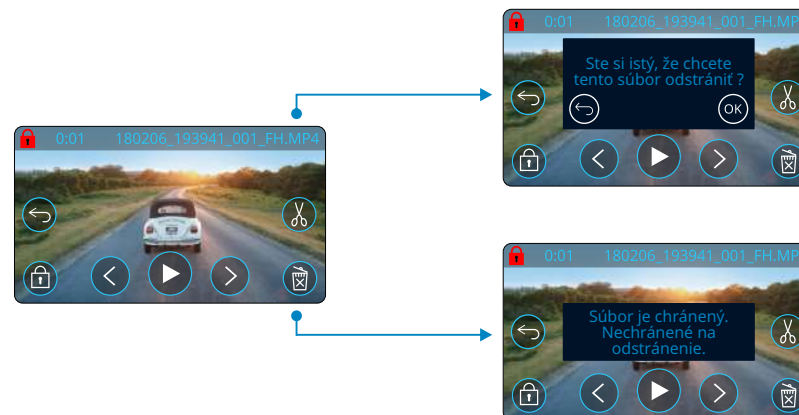 0:01 180206_193941_001_FH.MP4
0:01 180206_193941_001_FH.MP
Ste si istý, že chcete
tento súbor odstrániť ?
OK
0:01 180206_193941_001_FH.MP
Súbor je chránený.
Nechránené na
odstránenie.